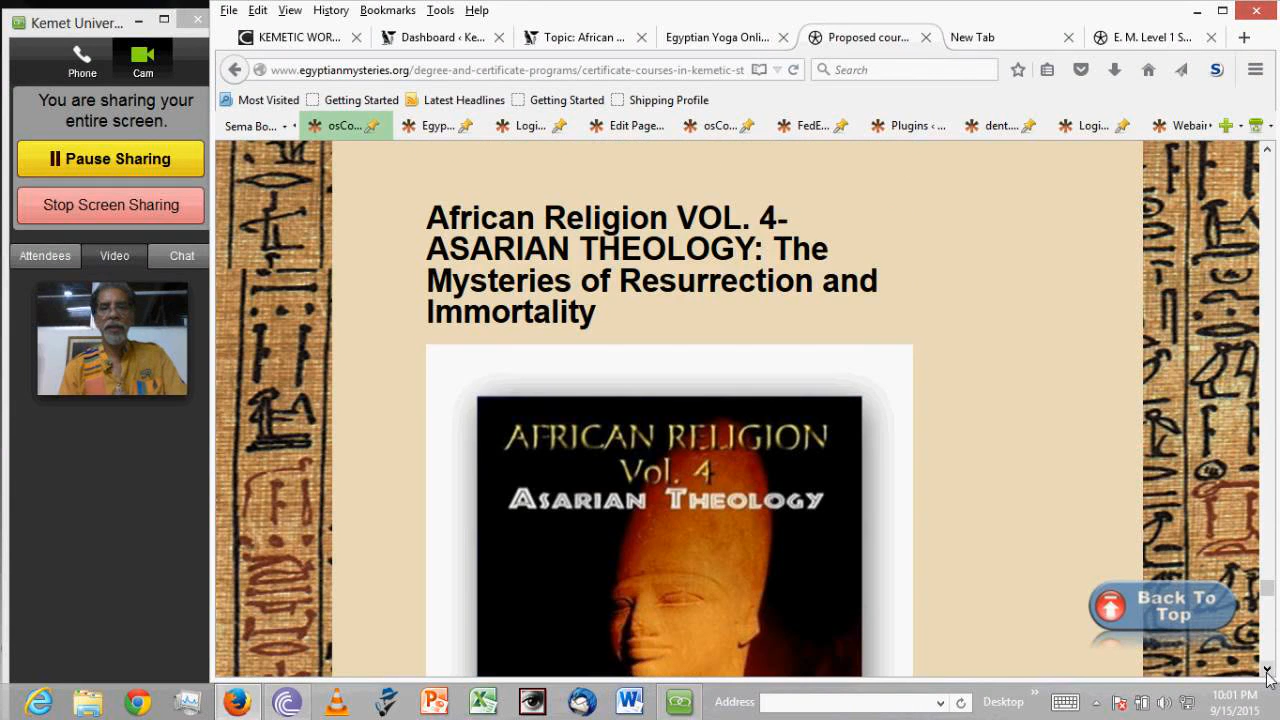 Kemet Univer...
Phone
Cam
You are sharing your
entire screen.
Pause Sharing
Stop Screen Sharing
Attendees
Video
Chat
File Edit View History Bookmarks Tools Help
KEMETIC WOR...
Dashboard ‹ Ke...
Topic: African ...
Egyptian Yoga Onli...
Proposed cour...
New Tab
E. M. Level 1 S...
www.egyptianmysteries.org/degree-and-certificate-programs/certificate-courses-in-kemetic-st
Search
Most Visited
Getting Started
Latest Headlines
Getting Started
Shipping Profile
Sema Bo...
osCo...
Egyp...
Logi...
Edit Page...
osCo...
FedE...
Plugins ‹ ...
dent....
Logi...
Webair
African Religion VOL. 4-
ASARIAN THEOLOGY: The
Mysteries of Resurrection and
Immortality
AFRICAN RELIGION
Vol. 4
ASARIAN THEOLOGY
Back To
Top
Address
Desktop
10:01 PM
9/15/2015